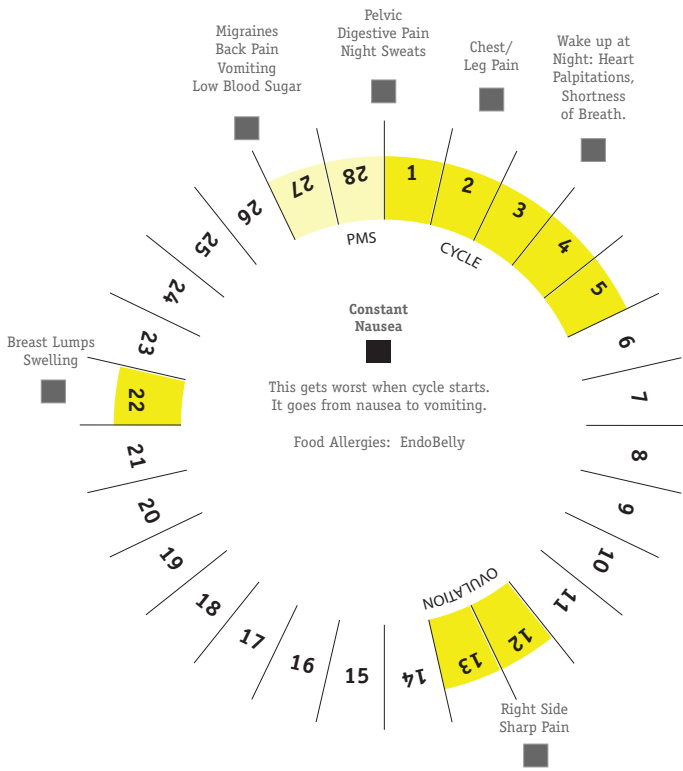 Pelvic
Digestive Pain
Night Sweats
Migraines
Back Pain
Vomiting
Low Blood Sugar
Chest/
Leg Pain
Wake up at
Night: Heart
Palpitations,
Shortness
of Breath.
1
2
3
4
5
6
7
8
9
10
11
12
13
14
15
16
17
18
19
20
21
22
23
24
25
26
27
28
PMS
CYCLE
Constant
Nausea
This gets worst when cycle starts.
It goes from nausea to vomiting.
Food Allergies: EndoBelly
Breast Lumps
Swelling
OVULATION
Right Side
Sharp Pain